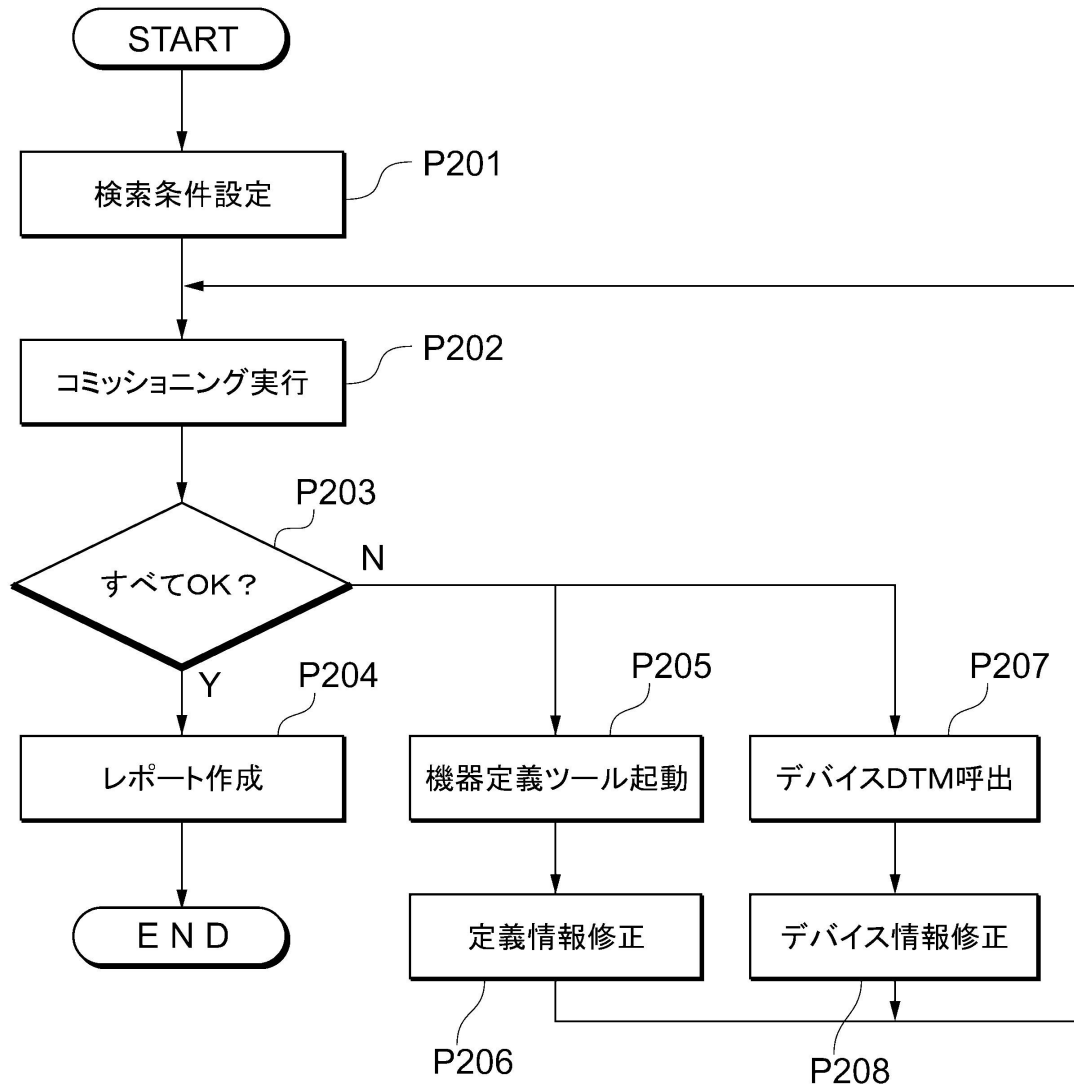 START
P201
検索条件設定
P202
コミッショニング実行
P203
すべてOK?
N
Y
P204
P205
P207
レポート作成
機器定義ツール起動
デバイスDTM呼出
E N D
定義情報修正
デバイス情報修正
P206
P208